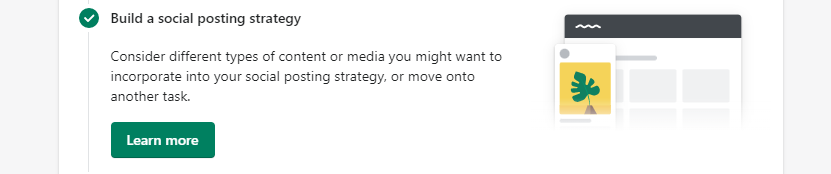 Build a social posting strategy
Consider different types of content or media you might want to
incorporate into your social posting strategy, or move onto
another task.
Learn more